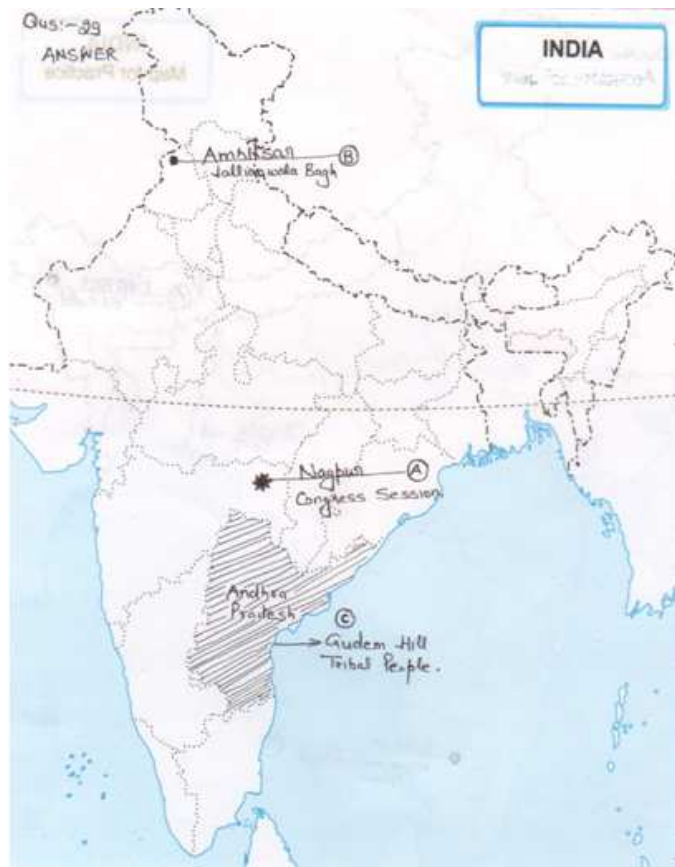 Qus:-29
ANSWER
INDIA
Amritsar B
Jallianwala Bagh
Nagpur A
Congress Session
Andhra
Pradesh
C
Gudem Hill
Tribal People.